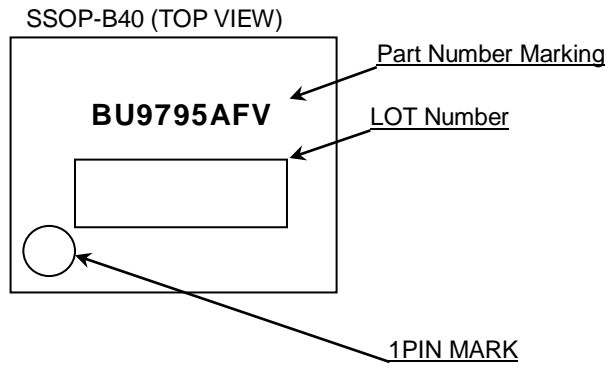 SSOP-B40 (TOP VIEW)
Part Number Marking
BU9795AFV
LOT Number
1PIN MARK